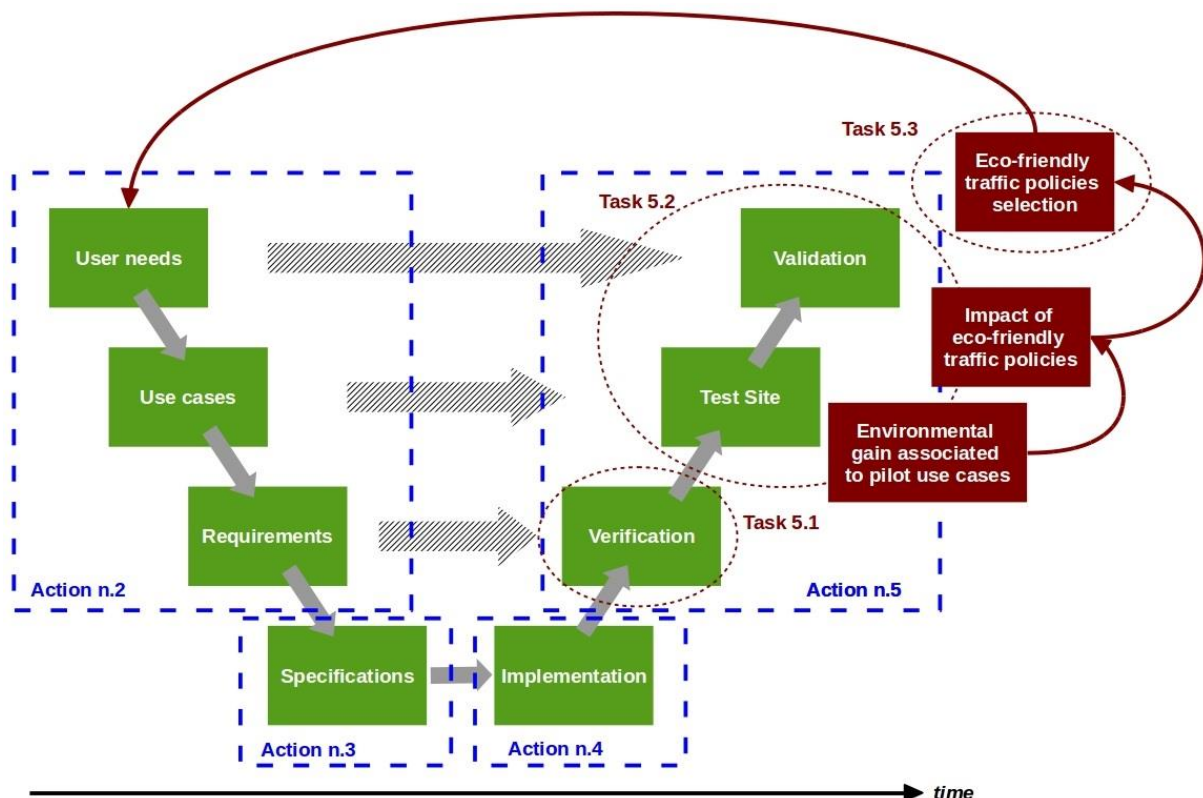 Task 5.3
Eco-friendly
traffic policies
selection
Task 5.2
User needs
Validation
Impact of
eco-friendly
traffic policies
Use cases
Test Site
Environmental
gain associated
to pilot use cases
Task 5.1
Requirements
Verification
Action n.2
Action n.5
Specifications
Implementation
Action n.3
Action n.4
time